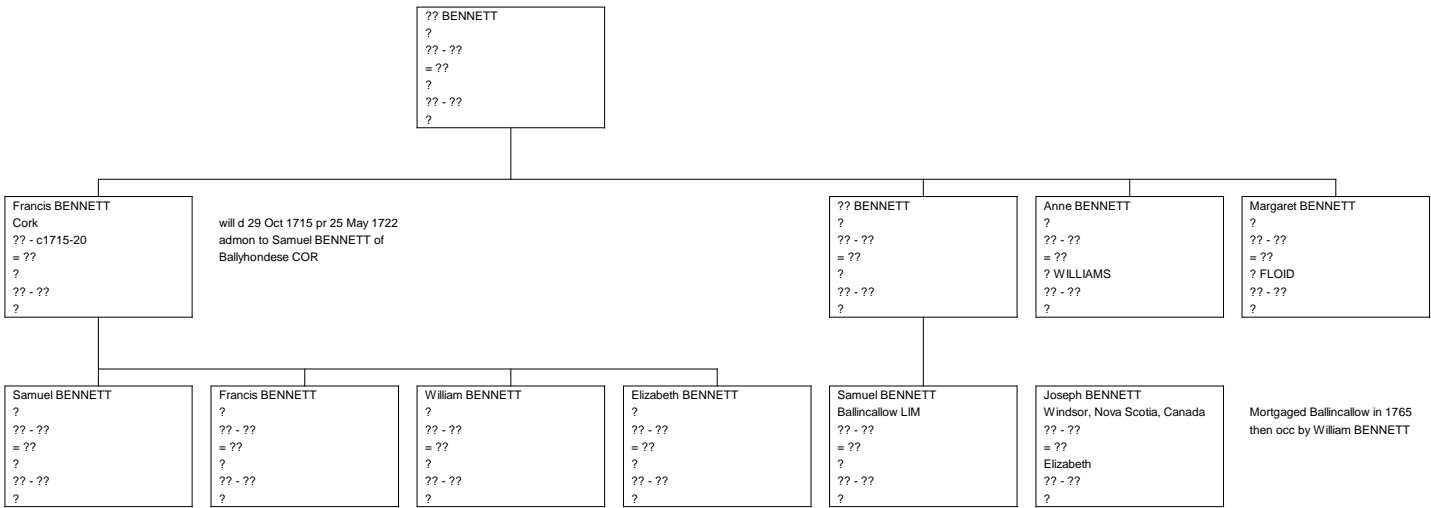 ?? BENNETT
?
?? - ??
= ??
?
?? - ??
?
Francis BENNETT
Cork
?? - c1715-20
= ??
?
?? - ??
?
will d 29 Oct 1715 pr 25 May 1722
admon to Samuel BENNETT of
Ballyhondese COR
?? BENNETT
?
?? - ??
= ??
?
?? - ??
?
Anne BENNETT
?
?? - ??
= ??
? WILLIAMS
?? - ??
?
Margaret BENNETT
?
?? - ??
= ??
? FLOID
?? - ??
?
Samuel BENNETT
?
?? - ??
= ??
?
?? - ??
?
Francis BENNETT
?
?? - ??
= ??
?
?? - ??
?
William BENNETT
?
?? - ??
= ??
?
?? - ??
?
Elizabeth BENNETT
?
?? - ??
= ??
?
?? - ??
?
Samuel BENNETT
Ballincallow LIM
?? - ??
= ??
?
?? - ??
?
Joseph BENNETT
Windsor, Nova Scotia, Canada
?? - ??
= ??
Elizabeth
?? - ??
?
Mortgaged Ballincallow in 1765
then occ by William BENNETT